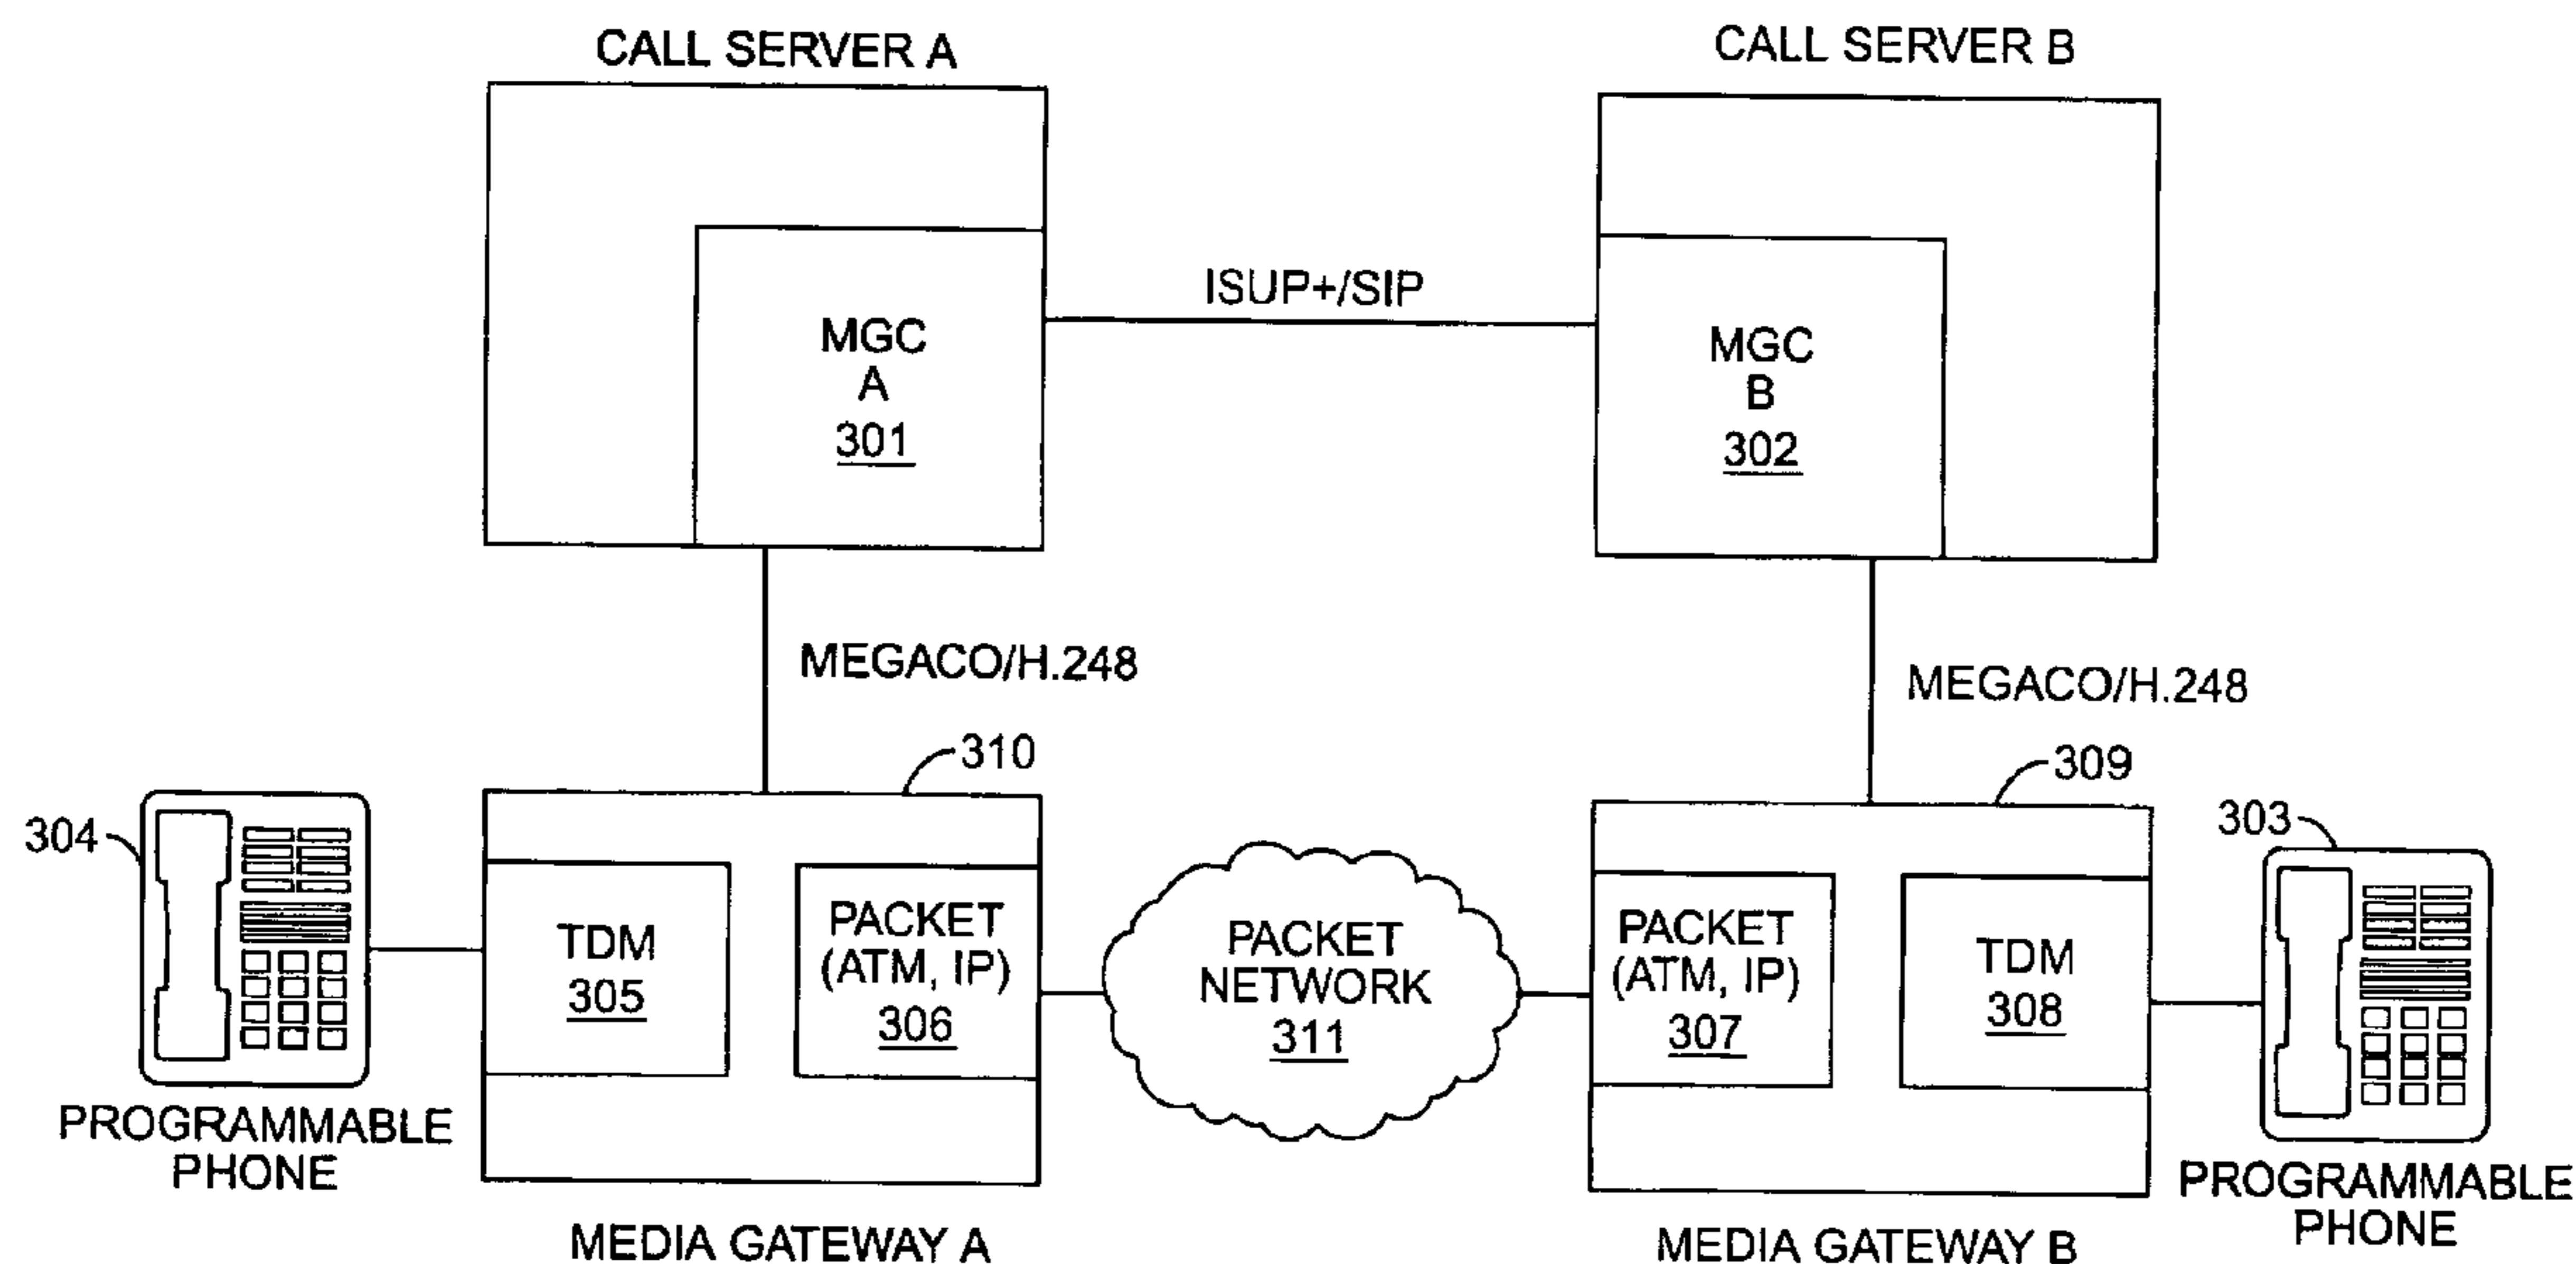 CALL SERVER A
CALL SERVER B
MGC
A
301
ISUP+/SIP
MGC
B
302
MEGACO/H.248
MEGACO/H.248
310
309
304
303
TDM
305
PACKET
(ATM, IP)
306
PACKET
NETWORK
311
PACKET
(ATM, IP)
307
TDM
308
PROGRAMMABLE
PHONE
PROGRAMMABLE
PHONE
MEDIA GATEWAY A
MEDIA GATEWAY B